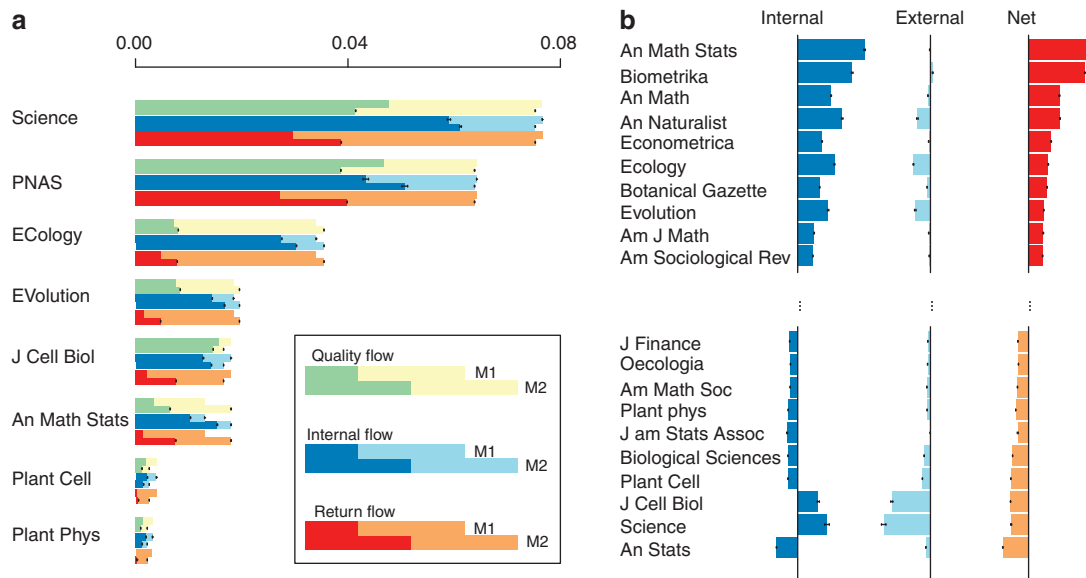 a
0.00 0.04 0.08
Science
PNAS
ECology
EVolution
J Cell Biol
An Math Stats
Plant Cell
Plant Phys
Quality flow
M1
M2
Internal flow
M1
M2
Return flow
M1
M2
b
Internal External Net
An Math Stats
Biometrika
An Math
An Naturalist
Econometrica
Ecology
Botanical Gazette
Evolution
Am J Math
Am Sociological Rev
J Finance
Oecologia
Am Math Soc
Plant phys
J am Stats Assoc
Biological Sciences
Plant Cell
J Cell Biol
Science
An Stats